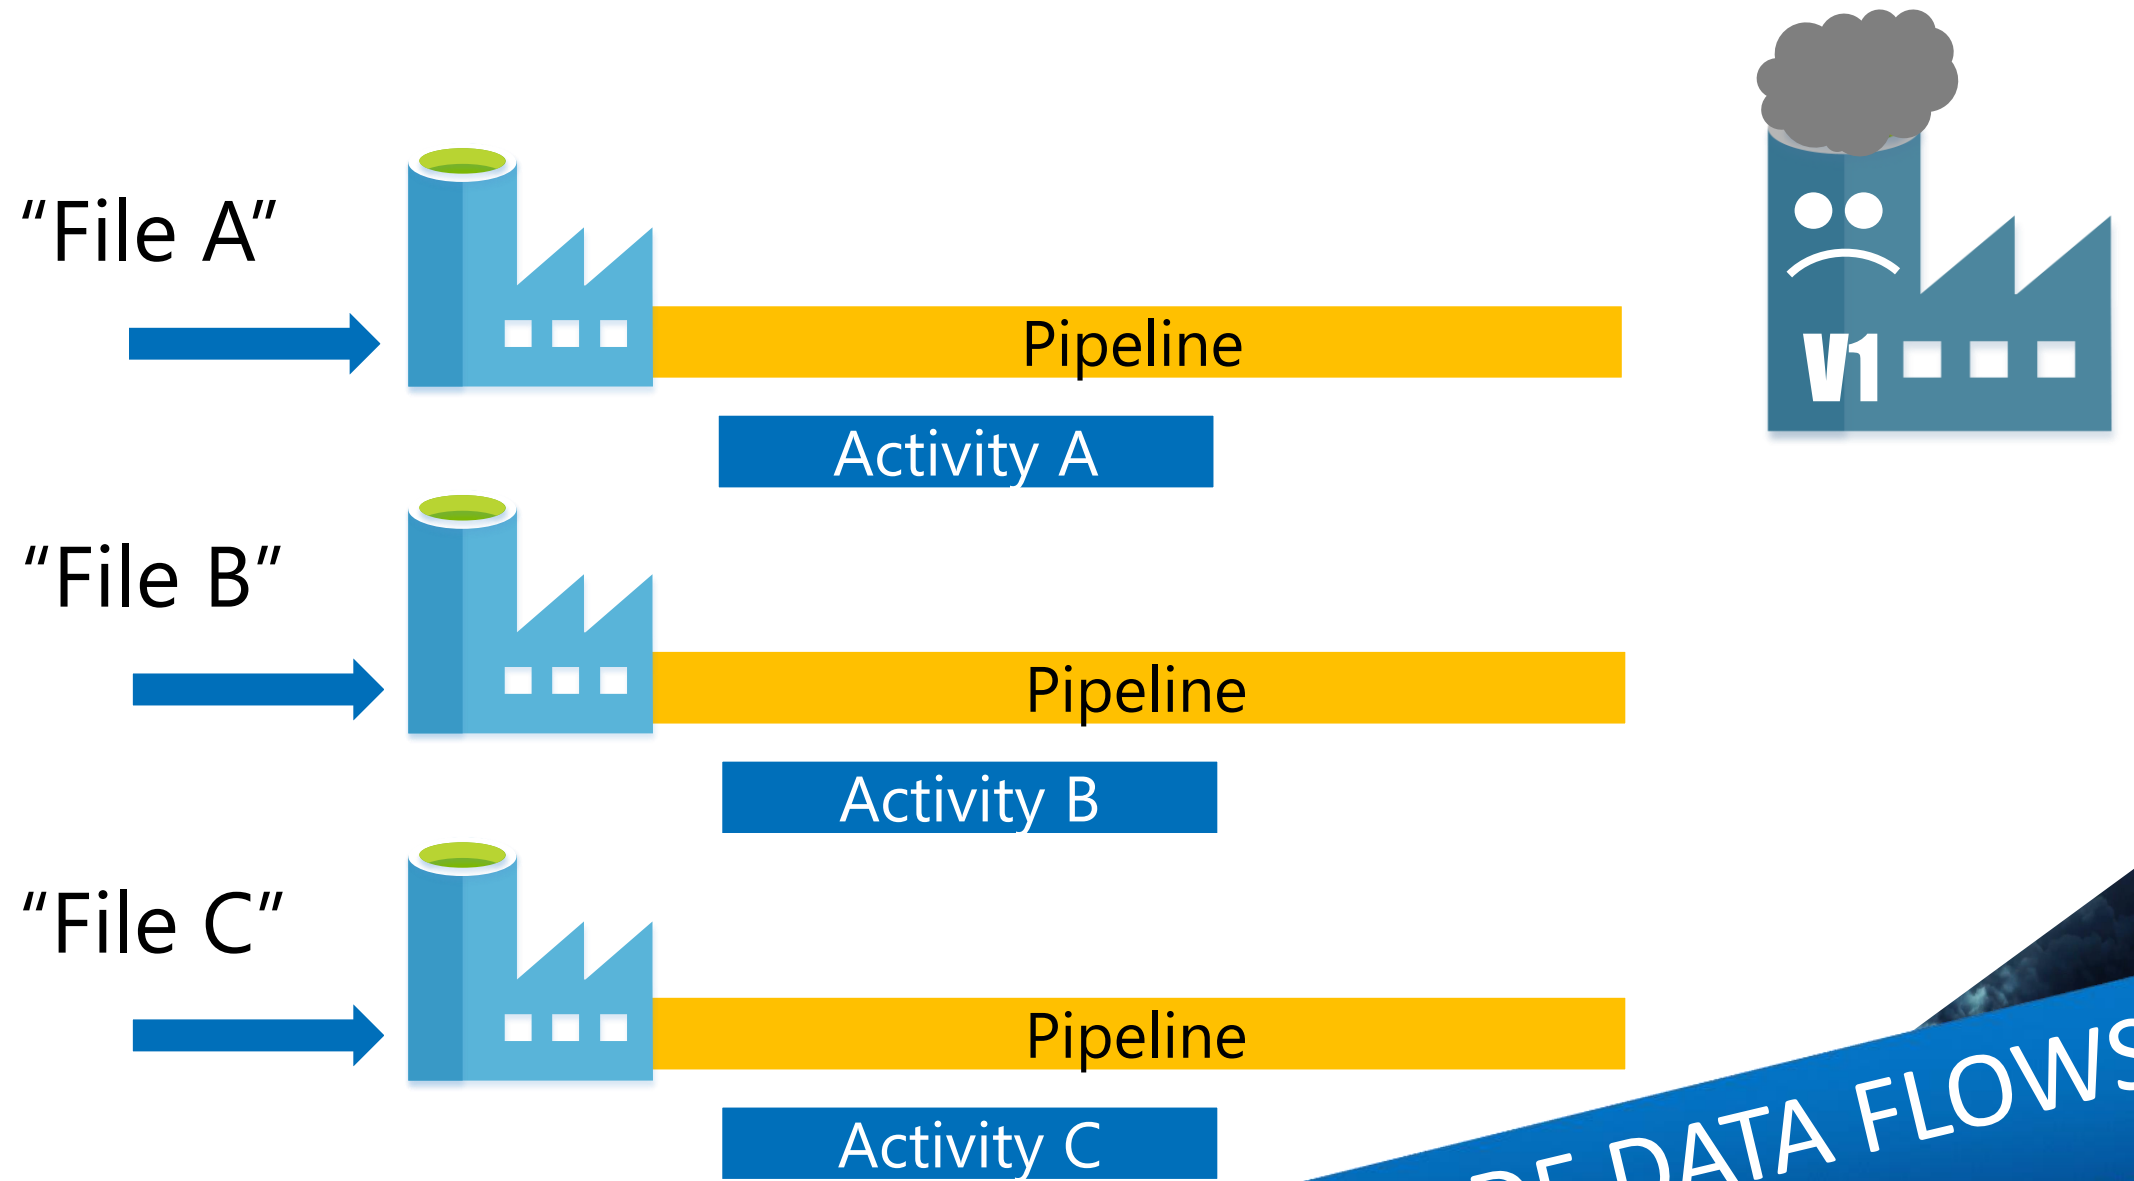 “File A”
Pipeline
Activity A
V1
“File B”
Pipeline
Activity B
“File C”
Pipeline
Activity C
DATA FLOWS